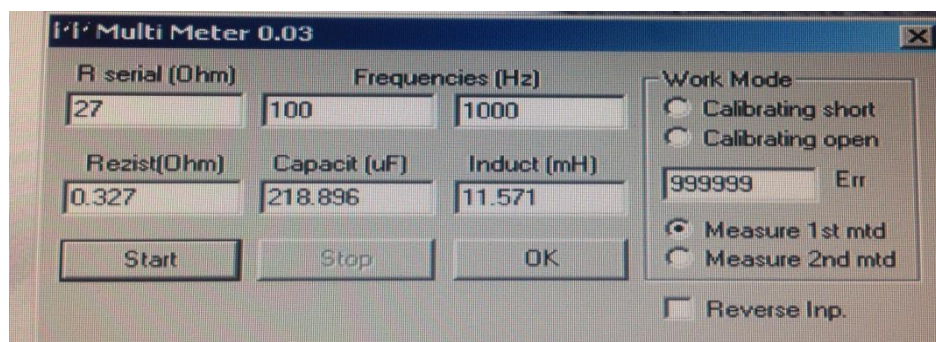 Multi Meter 0.03
R serial (Ohm)
Frequencies (Hz)
Work Mode
27
100
1000
Calibrating short
Calibrating open
Rezist(Ohm)
Capacit (uF)
Induct (mH)
999999
Err
0.327
218.896
11.571
Measure 1st mtd
Start
Stop
OK
Measure 2nd mtd
Reverse Inp.